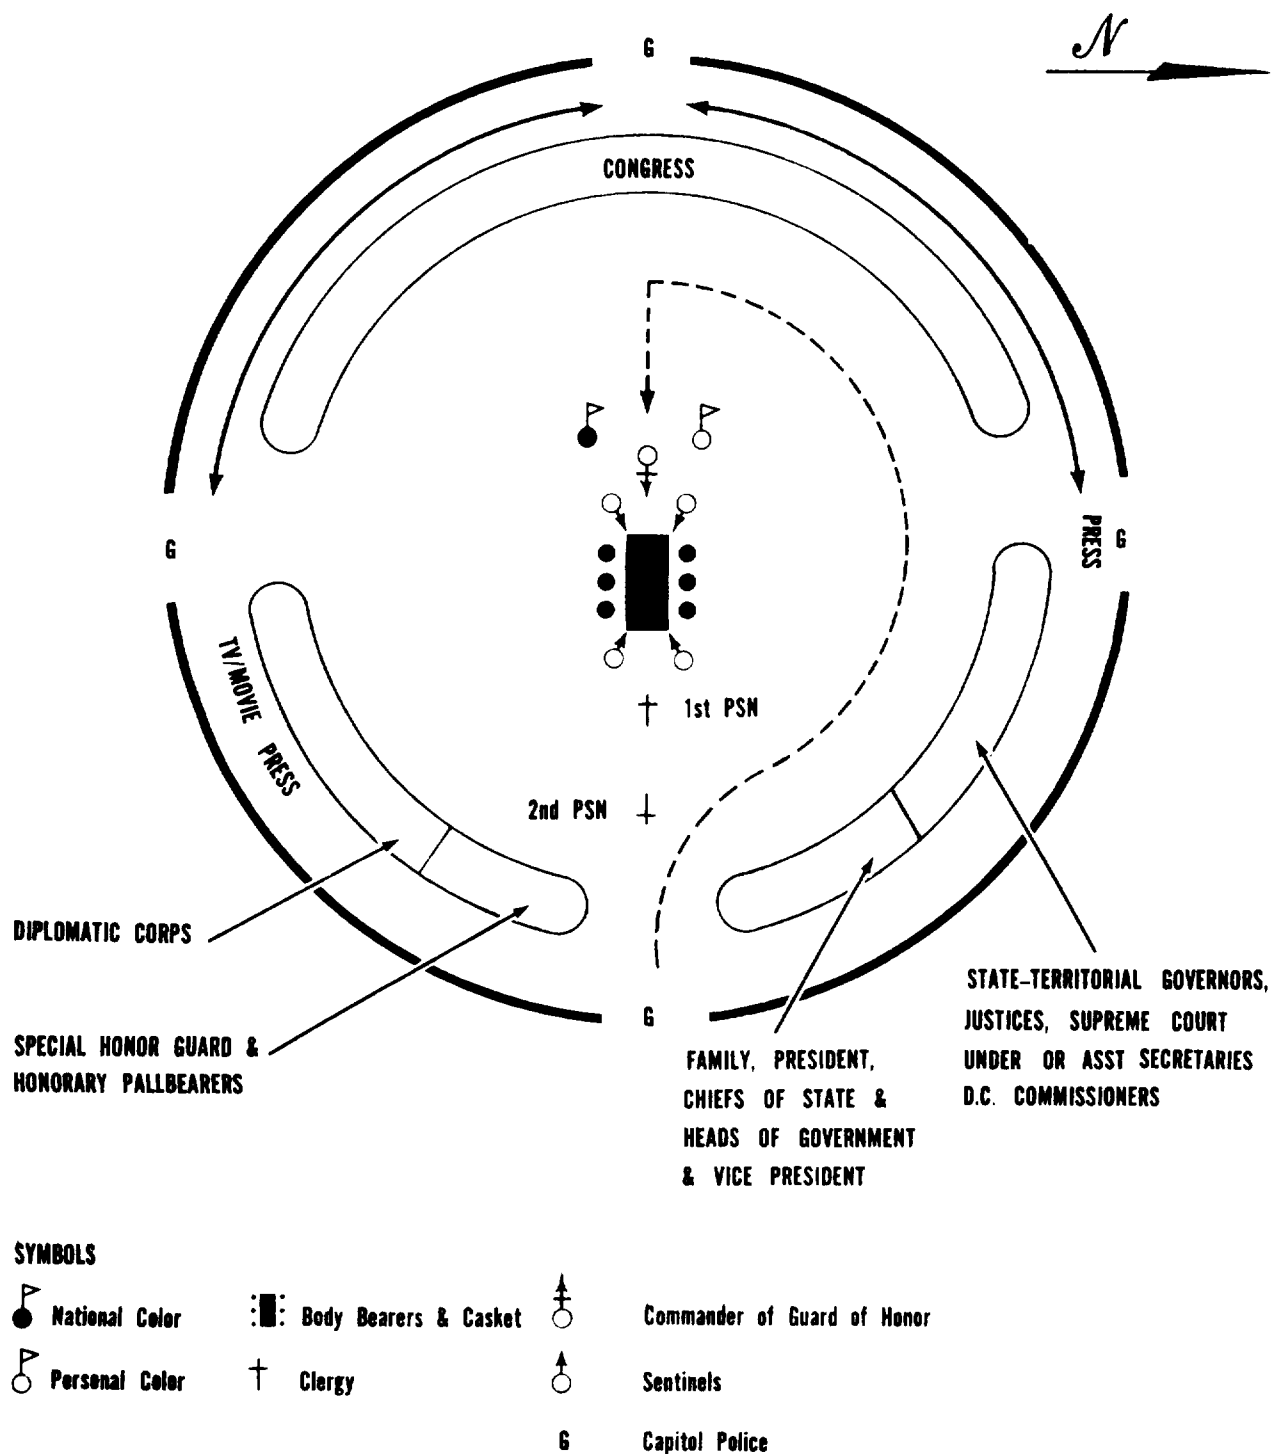 G
N
CONGRESS
G
PRESS
G
TV/MOVIE PRESS
1st PSN
2nd PSN
DIPLOMATIC CORPS
SPECIAL HONOR GUARD &
HONORARY PALLBEARERS
G
FAMILY, PRESIDENT,
CHIEFS OF STATE &
HEADS OF GOVERNMENT
& VICE PRESIDENT
STATE-TERRITORIAL GOVERNORS,
JUSTICES, SUPREME COURT
UNDER OR ASST SECRETARIES
D.C. COMMISSIONERS
SYMBOLS
National Color
Body Bearers & Casket
Commander of Guard of Honor
Personal Color
Clergy
Sentinels
G Capitol Police